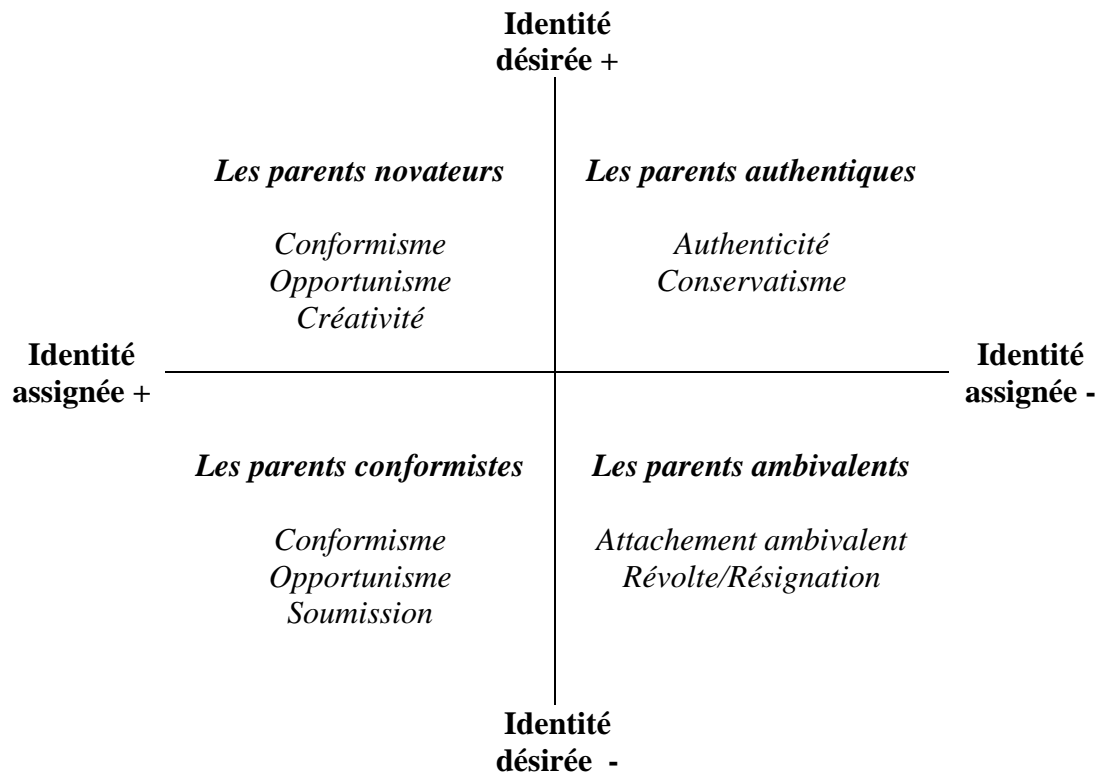 Identité
désirée +
Les parents novateurs
Les parents authentiques
Conformisme
Opportunisme
Créativité
Authenticité
Conservatisme
Identité
assignée +
Identité
assignée -
Les parents conformistes
Les parents ambivalents
Conformisme
Opportunisme
Soumission
Attachement ambivalent
Révolte/Résignation
Identité
désirée -